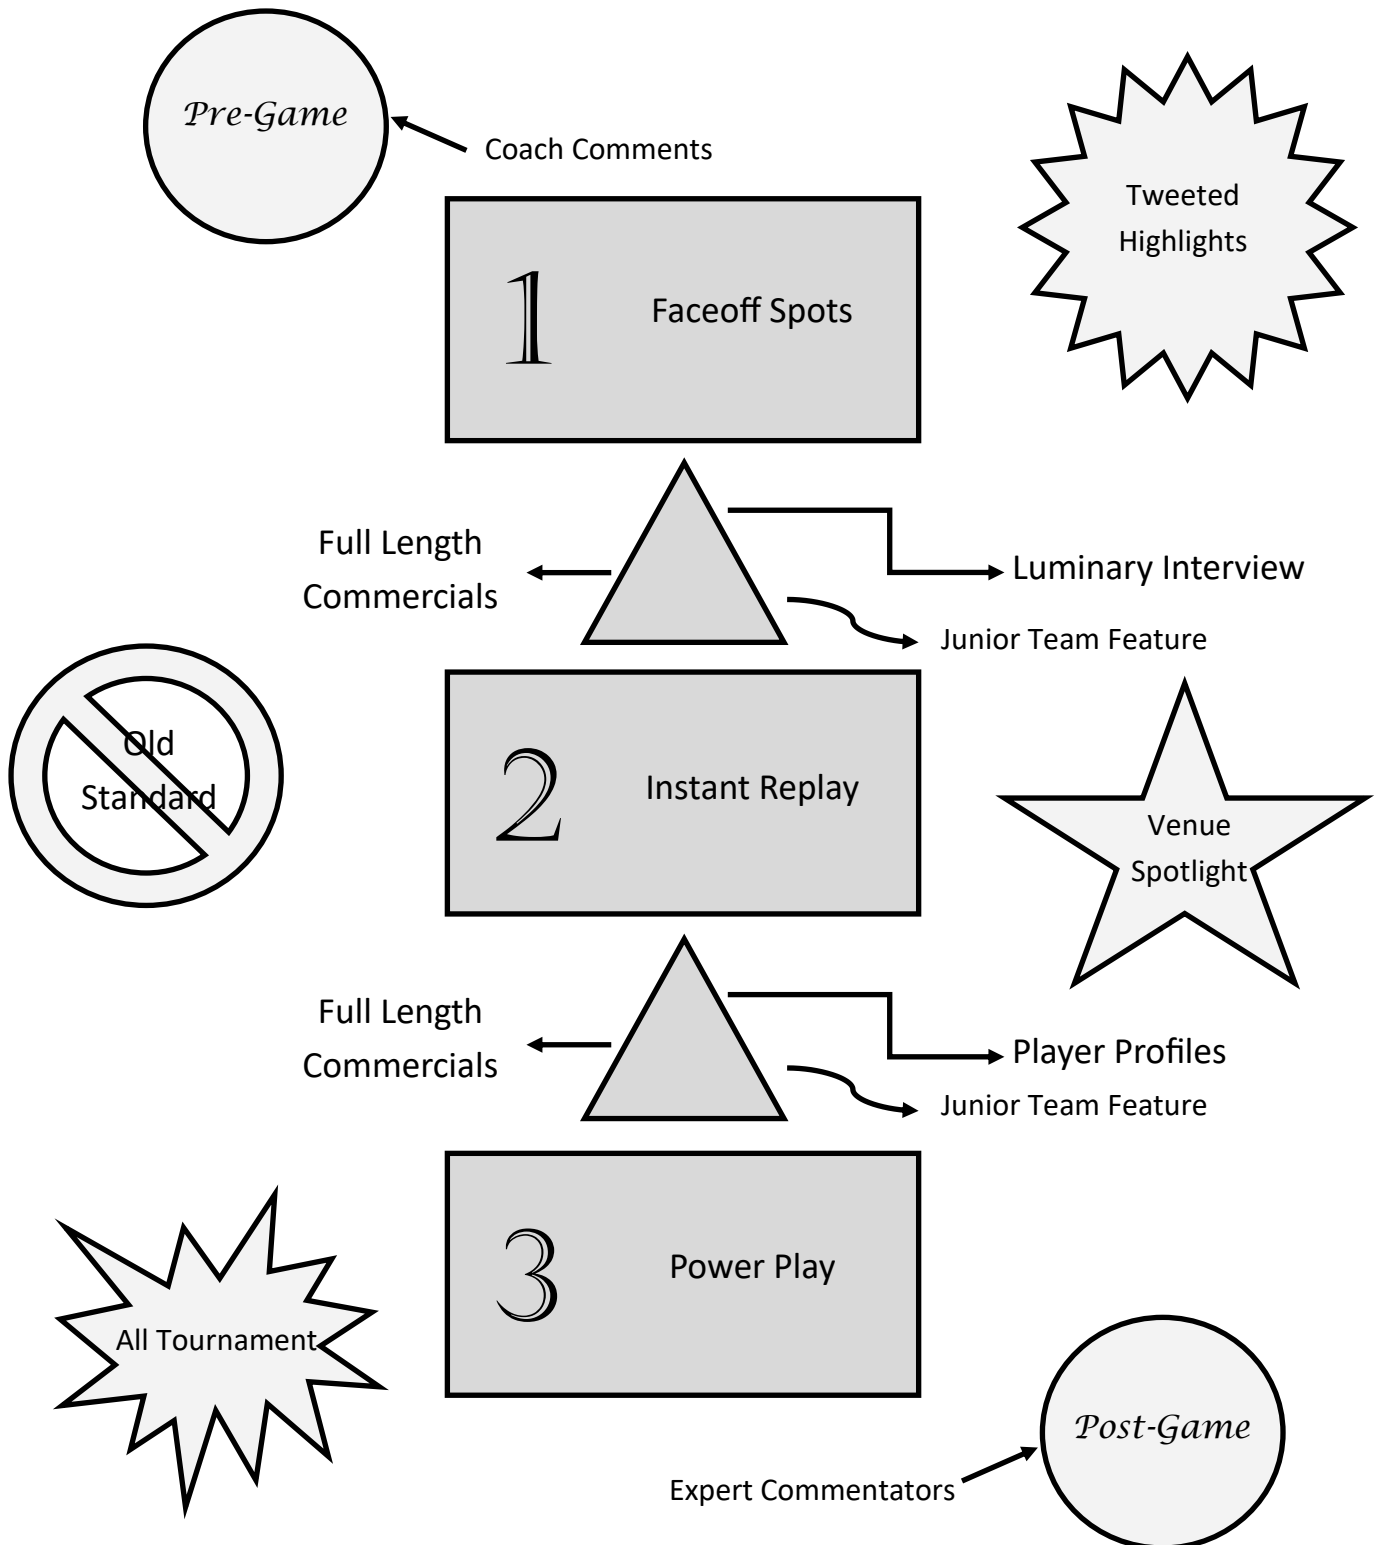 Pre-Game
Coach Comments
Tweeted
Highlights
1
Faceoff Spots
Full Length
Commercials
Luminary Interview
Junior Team Feature
Old
Standard
2
Instant Replay
Venue
Spotlight
Full Length
Commercials
Player Profiles
Junior Team Feature
3
Power Play
All Tournament
Post-Game
Expert Commentators